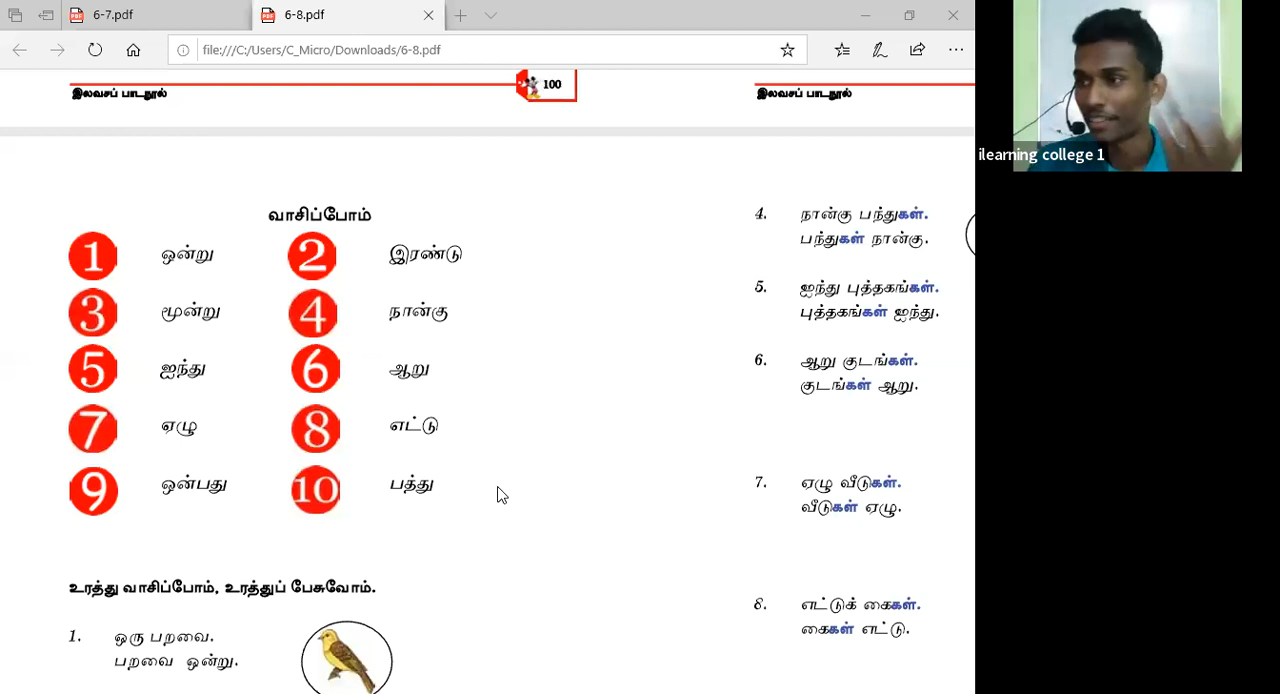 6-7.pdf
6-8.pdf
file:///C:/Users/C_Micro/Downloads/6-8.pdf
இலவசப் பாடநூல்
100
இலவசப் பாடநூல்
ilearning college 1
வாசிப்போம்
1 ஒன்று 2 இரண்டு
3 மூன்று 4 நான்கு
5 ஐந்து 6 ஆறு
7 ஏழு 8 எட்டு
9 ஒன்பது 10 பத்து
உரத்து வாசிப்போம், உரத்துப் பேசுவோம்.
1. ஒரு பறவை.
பறவை ஒன்று.
4. நான்கு பந்துகள்.
பந்துகள் நான்கு.
5. ஐந்து புத்தகங்கள்.
புத்தகங்கள் ஐந்து.
6. ஆறு குடங்கள்.
குடங்கள் ஆறு.
7. ஏழு வீடுகள்.
வீடுகள் ஏழு.
8. எட்டுக் கைகள்.
கைகள் எட்டு.